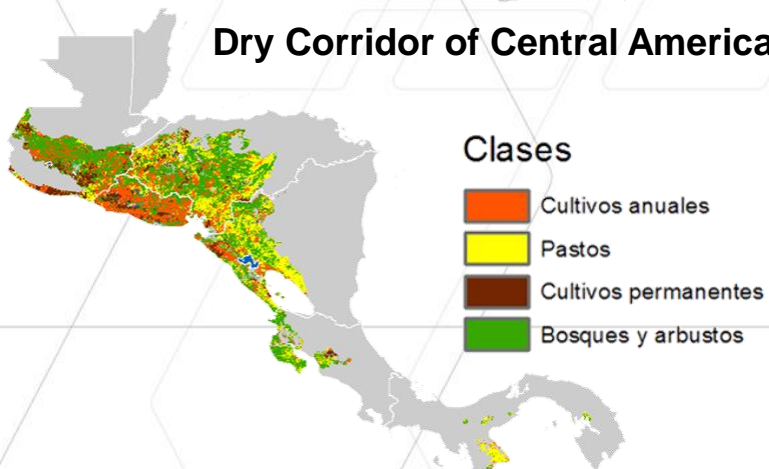 Dry Corridor of Central America
Clases
Cultivos anuales
Pastos
Cultivos permanentes
Bosques y arbustos